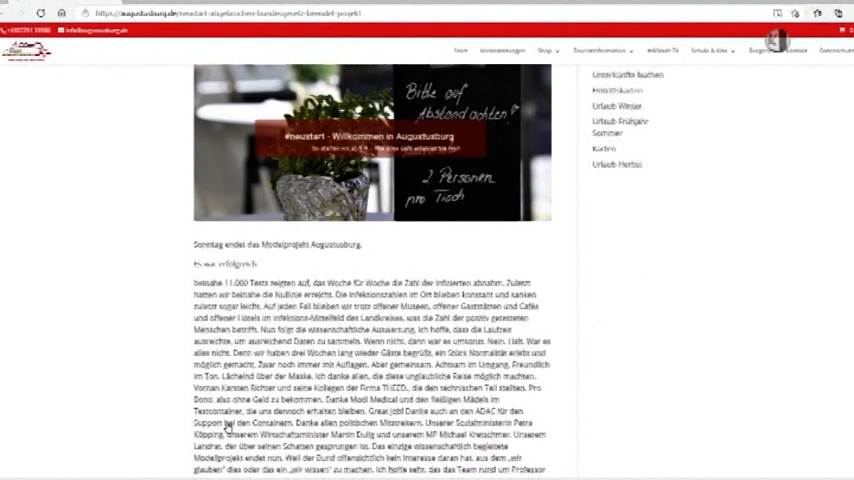 https://augustusburg.de/neustart-abgebrochen-bundesgesetz-beendet-projekt
info@augustusburg.de
Start Veranstaltungen Shop Touristinformation Schule & Kita
Unterkünfte buchen
Eintrittskarten
Urlaub Winter
Urlaub Frühjahr
Sommer
Karten
Urlaub Herbst
Bitte auf
Abstand achten!
2 Personen
pro Tisch
#neustart - Willkommen in Augustusburg
Sonntag endet das Modellprojekt Augustusburg.
Es war erfolgreich.
beinahe 11.000 Tests zeigten auf, das Woche für Woche die Zahl der Infizierten abnahm. Zuletzt
hatten wir beinahe die Nulllinie erreicht. Die Infektionszahlen im Ort blieben konstant und sanken
zuletzt sogar leicht. Auf jeden Fall blieben wir trotz offener Museen, offener Gaststätten und Cafés
und offener Hotels im Infektions-Mittelfeld des Landkreises, was die Zahl der positiv getesteten
Menschen betrifft. Nun folgt die wissenschaftliche Auswertung, ich hoffe, dass die Laufzeit
ausreichte, um ausreichend Daten zu sammeln. Wenn nicht, dann war es umsonst. Nein. Halt. War es
alles nicht. Denn wir haben drei Wochen lang wieder Gäste begrüßt, ein Stück Normalität erlebt und
möglich gemacht. Zwar noch immer mit Auflagen. Aber gemeinsam. Achtsam im Umgang, Freundlich
im Ton. Lächelnd über der Maske. Ich danke allen, die diese unglaubliche Reise möglich machten.
Vornan Karsten Richter und seine Kollegen der Firma die den technischen Teil stellten. Pro
Bono, also ohne Geld zu bekommen. Danke Modi Medical und den fleißigen Mädels im
Testcontainer, die uns dennoch erhalten bleiben. Great Job! Danke auch an den ADAC für den
Support bei den Containern. Danke allen politischen Mitstreitern. Unserer Sozialministerin Petra
Köpping, unserem Wirtschaftsminister Martin Dulig und unserem MP Michael Kretschmer. Unserem
Landrat, der über seinen Schatten gesprungen ist. Das einzige wissenschaftlich begleitete
Modellprojekt endet nun. Weil der Bund offensichtlich kein Interesse daran hat, aus dem „wir
glauben" dies oder das ein „wir wissen" zu machen. Ich hoffe sehr, das das Team rund um Professor